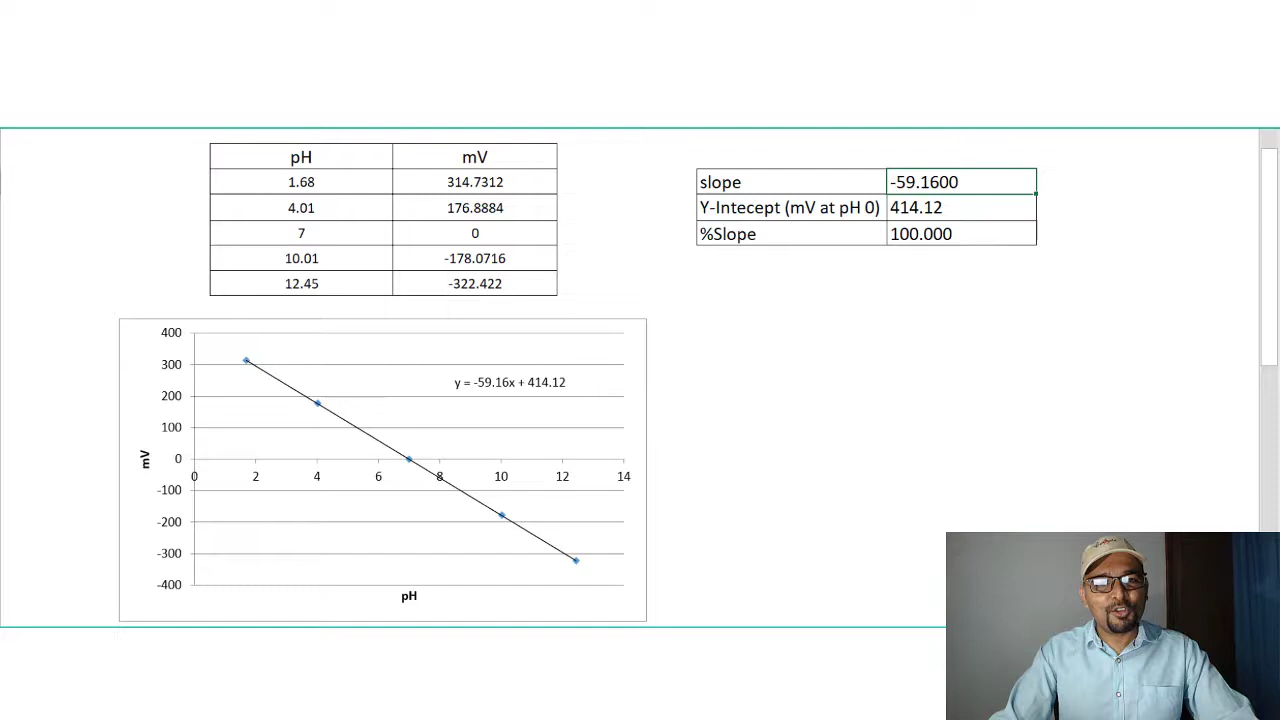 pH mV
1.68 314.7312
4.01 176.8884
7 0
10.01 -178.0716
12.45 -322.422
slope -59.1600
Y-Intecept (mV at pH 0) 414.12
%Slope 100.000
400
300
200
100
0
-100
-200
-300
-400
mV
y = -59.16x + 414.12
0 2 4 6 8 10 12 14
pH